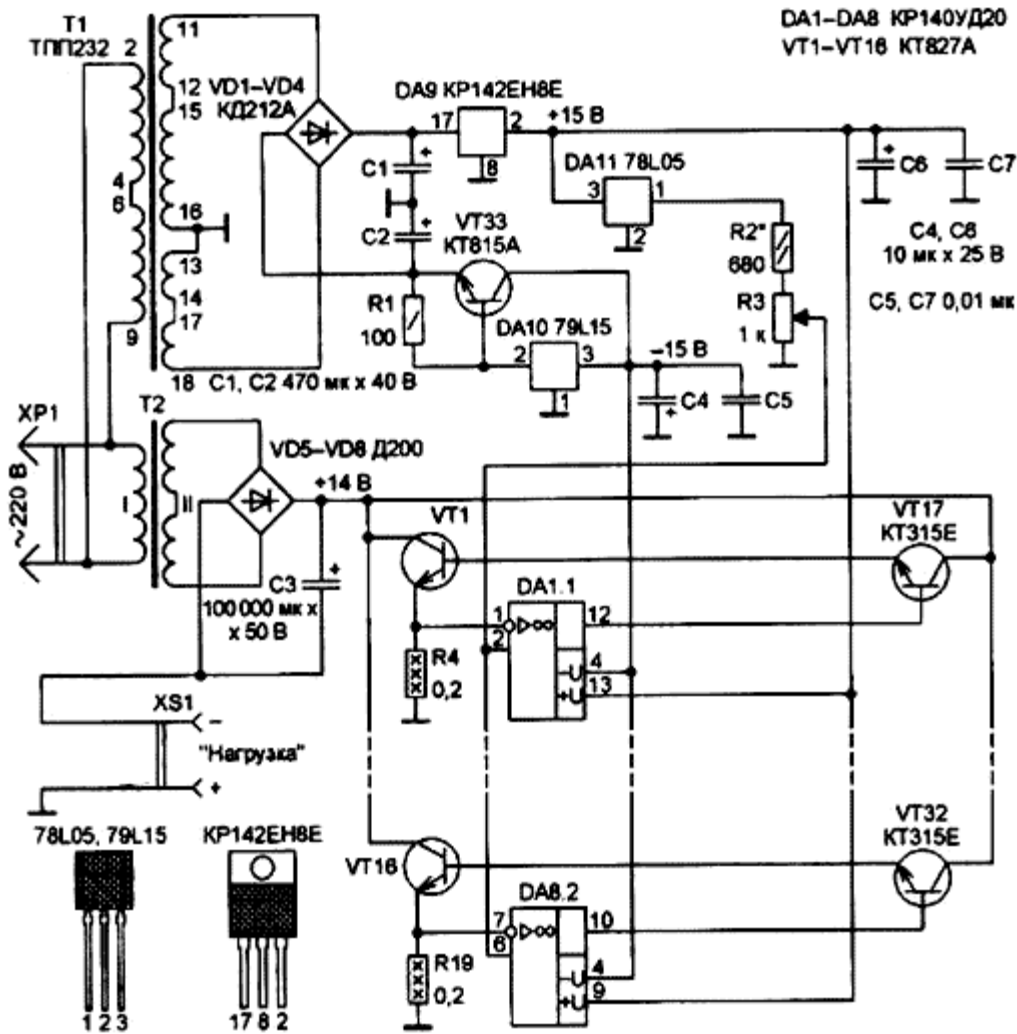 T1
ТПП232
2
4
6
9
11
12
15
16
13
14
17
18
VD1–VD4
КД212А
DA1–DA8 КР140УД20
VT1–VT16 КТ827А
DA9 КР142ЕН8Е
17
2
8
+15 В
DA11 78L05
3
1
2
C1
+
C2
+
VT33
КТ815А
R1
100
DA10 79L15
2
3
1
–15 В
R2*
680
R3
1 к
C6
+
C7
C4, C6
10 мк x 25 В
C5, C7 0,01 мк
C4
+
C5
C1, C2 470 мк x 40 В
XP1
~220 В
T2
I
II
VD5–VD8 Д200
+14 В
C3
+
100 000 мк x
x 50 В
VT1
VT17
КТ315Е
DA1.1
1
2
12
4
13
–U
+U
R4
0,2
XS1
–
"Нагрузка"
+
78L05, 79L15
1 2 3
КР142ЕН8Е
17 8 2
VT16
VT32
КТ315Е
DA8.2
7
6
10
4
9
–U
+U
R19
0,2